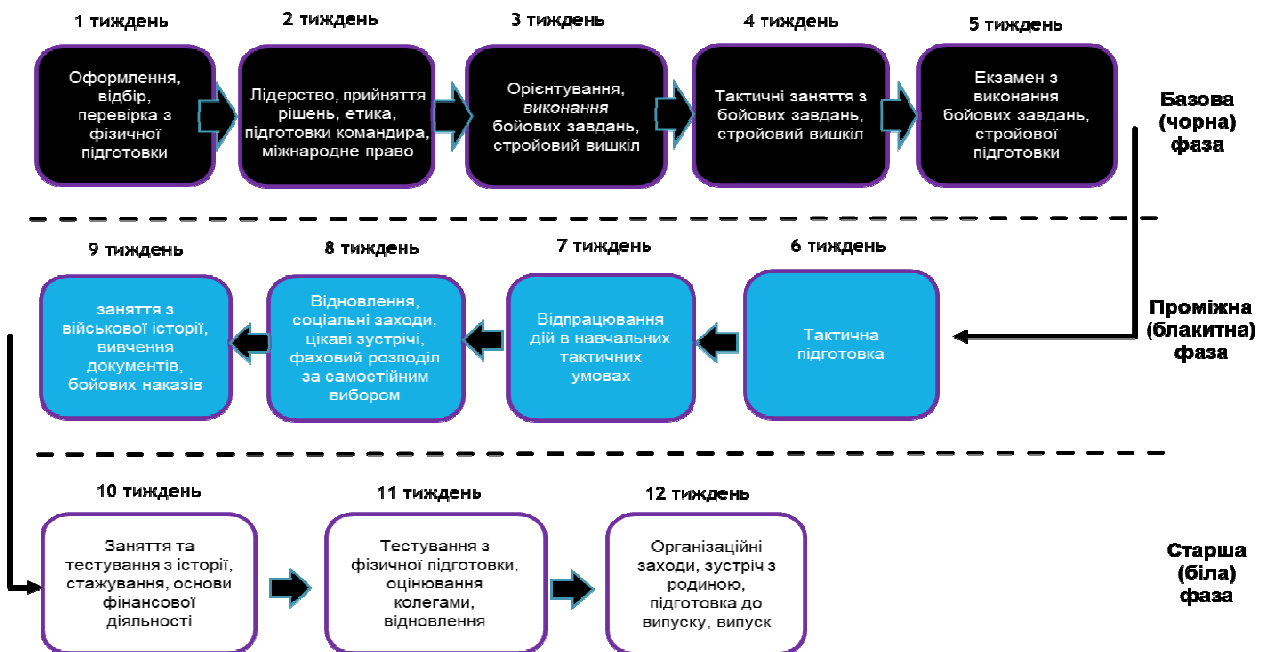 1 тиждень
2 тиждень
3 тиждень
4 тиждень
5 тиждень
Оформлення,
відбір,
перевірка з
фізичної
підготовки
Лідерство, прийняття
рішень, етика,
підготовки командира,
міжнародне право
Орієнтування,
виконання
бойових завдань,
стройовий вишкіл
Тактичні заняття з
бойових завдань,
стройовий вишкіл
Екзамен з
виконання
бойових завдань,
стройової
підготовки
Базова
(чорна)
фаза
9 тиждень
8 тиждень
7 тиждень
6 тиждень
заняття з
військової історії,
вивчення
документів,
бойових наказів
Відновлення,
соціальні заходи,
цікаві зустрічі,
фаховий розподіл
за самостійним
вибором
Відпрацювання
дій в навчальних
тактичних
умовах
Тактична
підготовка
Проміжна
(блакитна)
фаза
10 тиждень
11 тиждень
12 тиждень
Заняття та
тестування з історії,
стажування, основи
фінансової
діяльності
Тестування з
фізичної підготовки,
оцінювання
колегами,
відновлення
Організаційні
заходи, зустріч з
родиною,
підготовка до
випуску, випуск
Старша
(біла)
фаза